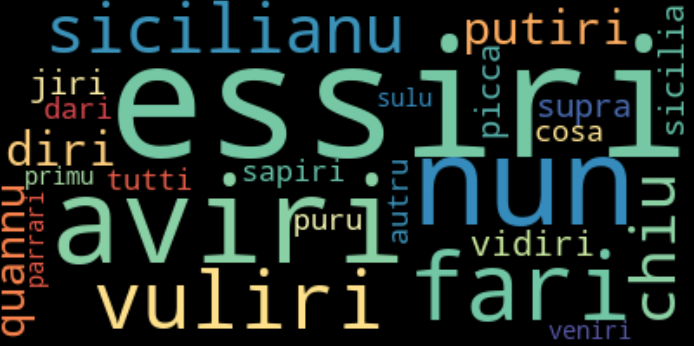 sicilianu
putiri
sicilia
jiri
essiri
picca
dari
sulu
supra
cosa
diri
nun
sapiri
primu
tutti
autru
chiu
quannu
parrari
aviri
puru
vidiri
fari
vuliri
veniri